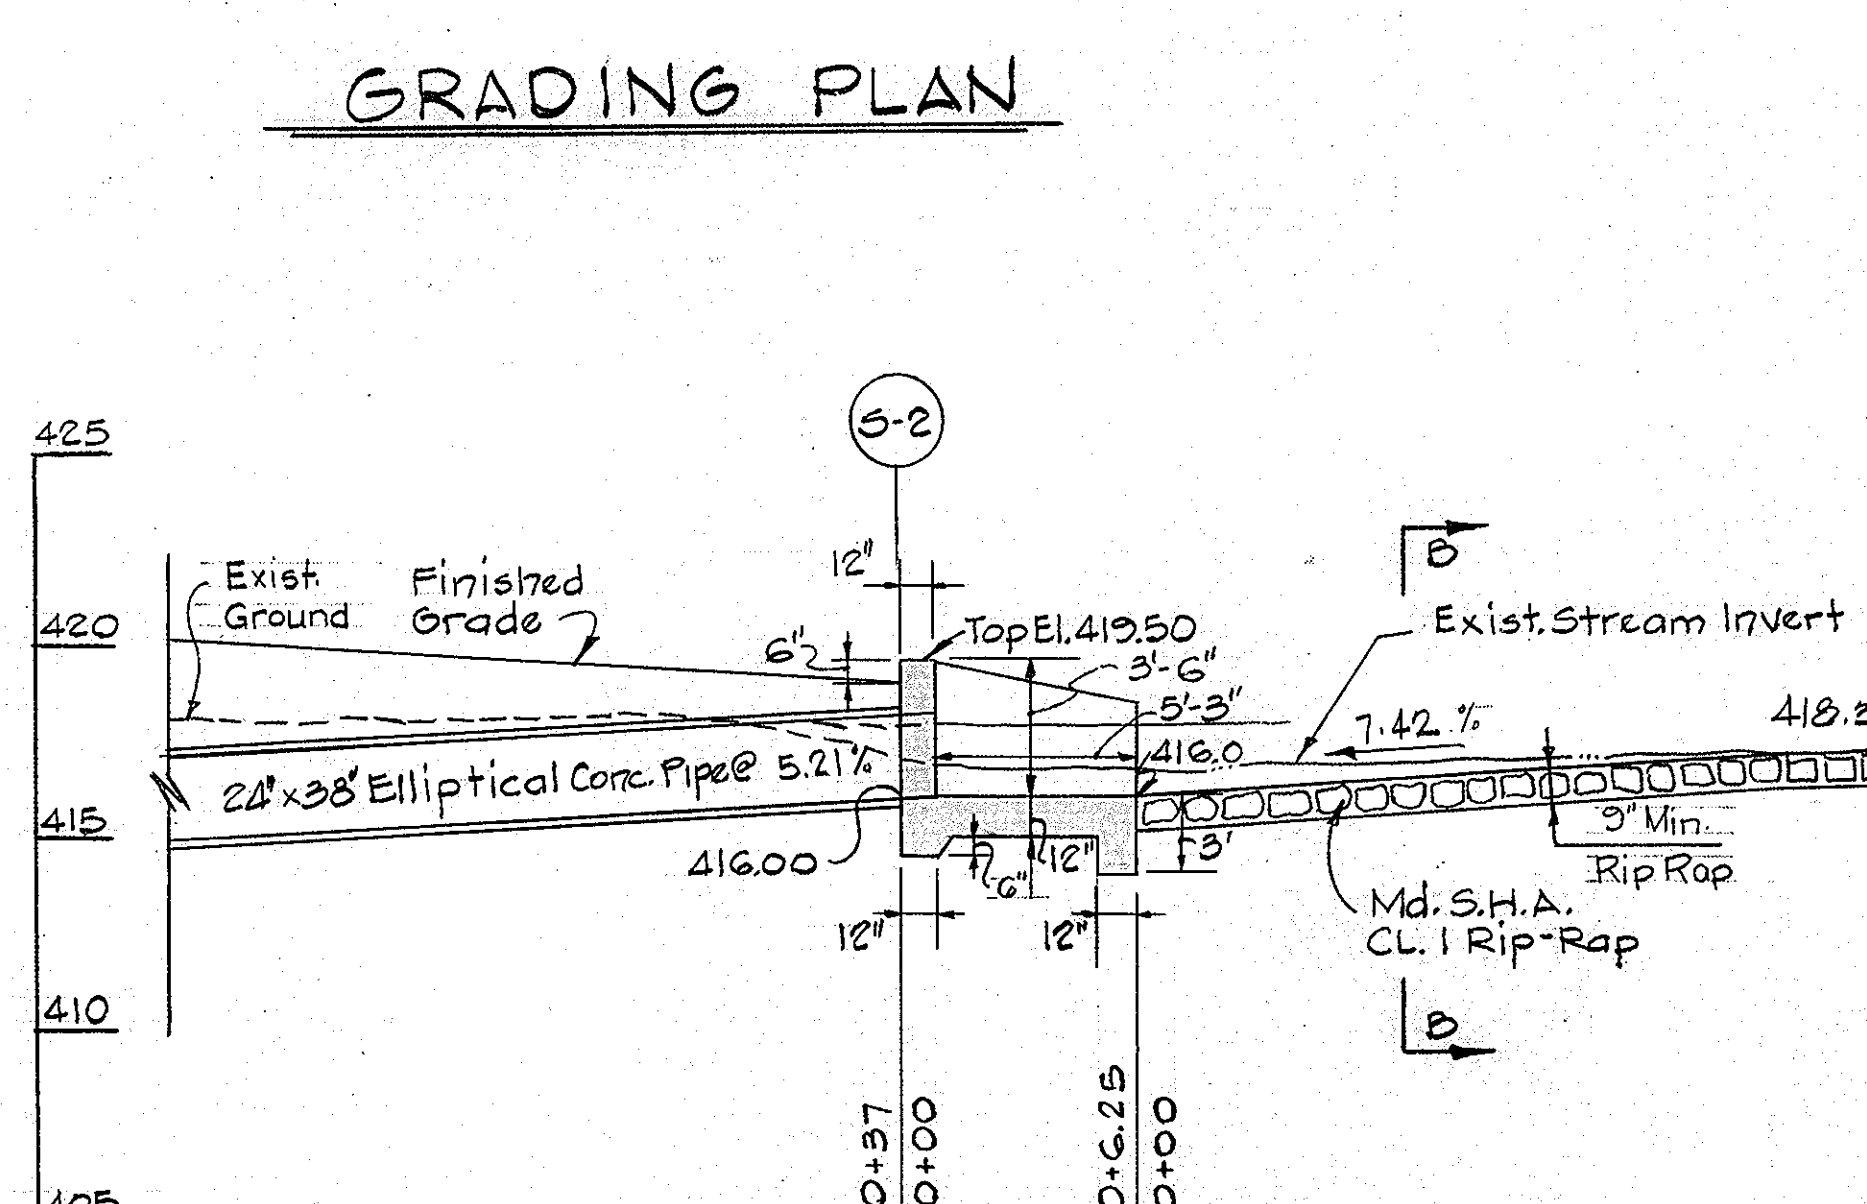 GRADING PLAN
S-2
425
12"
B
Exist.
Ground
Finished
Grade
420
6"
Top El. 419.50
Exist. Stream Invert
3'-6"
5'-3"
7.42 %
416.0
24"x38" Elliptical Conc. Pipe @ 5.21%
415
9" Min.
Rip Rap
416.00
12"
3'
6"
Md. S.H.A.
CL. 1 Rip-Rap
12"
12"
410
B
0+37
0+00
0+6.25
0+00